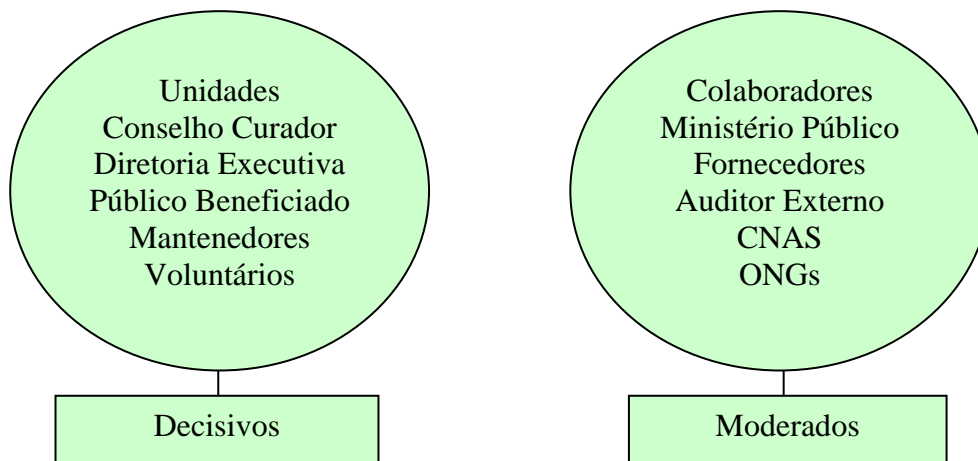 Unidades
Conselho Curador
Diretoria Executiva
Público Beneficiado
Mantenedores
Voluntários
Decisivos
Colaboradores
Ministério Público
Fornecedores
Auditor Externo
CNAS
ONGs
Moderados